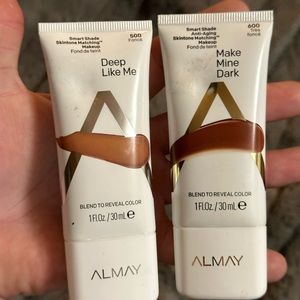 Smart Shade
Skintone Matching™
Makeup
Fond de teint
500
Foncé
Deep
Like Me
BLEND TO REVEAL COLOR
1 Fl.Oz. / 30 mL e
ALMAY
Smart Shade
Anti-Aging
Skintone Matching™
Makeup
Fond de teint
600
Très
foncé
Make
Mine
Dark
BLEND TO REVEAL COLOR
1 Fl.Oz. / 30 mL e
ALMAY